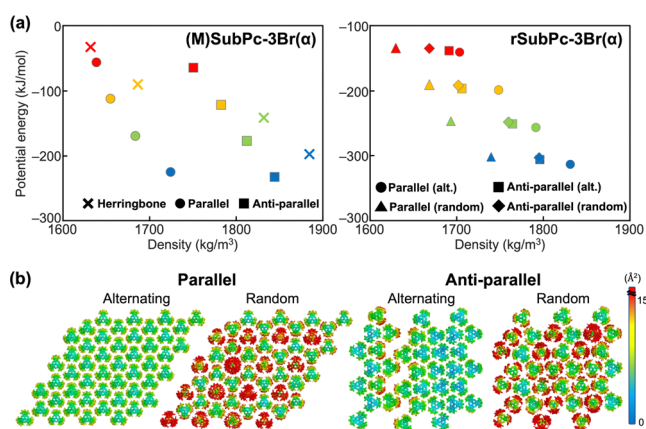 (a)
Potential energy (kJ/mol)
0
−100
−200
−300
(M)SubPc-3Br(α)
Herringbone Parallel Anti-parallel
1600 1700 1800 1900
Density (kg/m³)
−100
−200
−300
−400
rSubPc-3Br(α)
Parallel (alt.) Anti-parallel (alt.)
Parallel (random) Anti-parallel (random)
1600 1700 1800 1900
Density (kg/m³)
(b)
Parallel Anti-parallel
Alternating Random Alternating Random
(Å²)
15
0